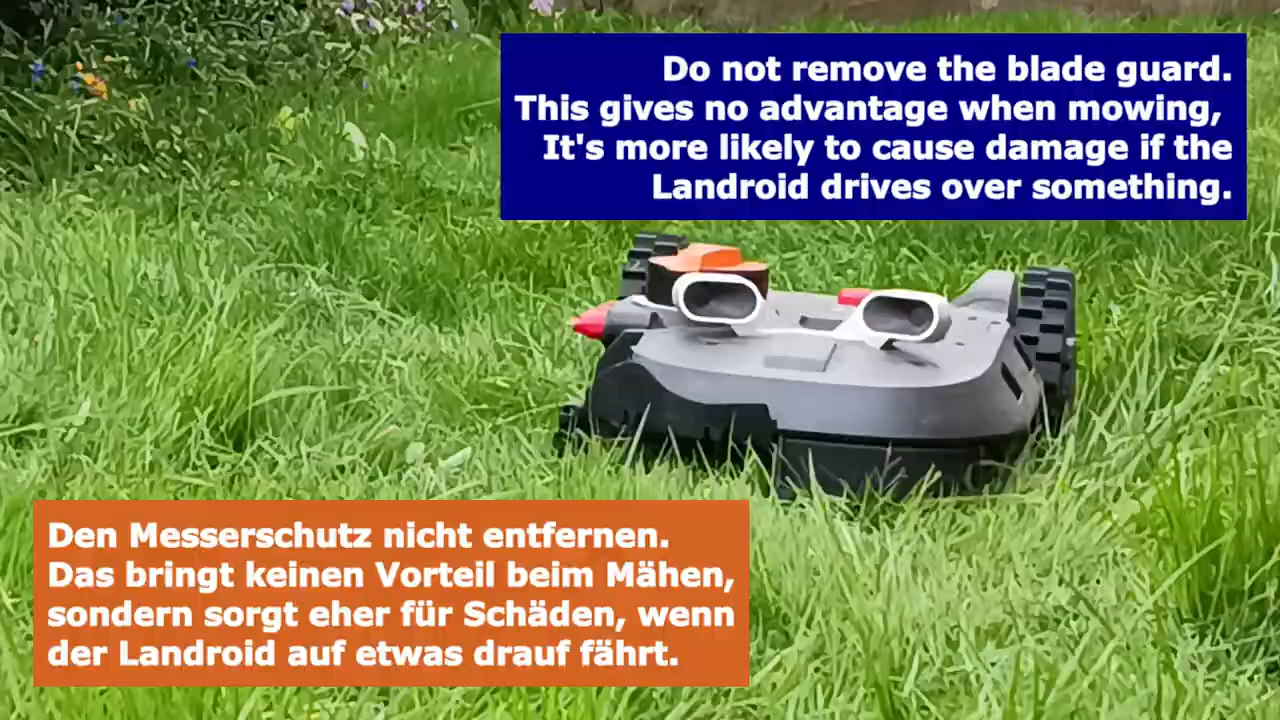 Do not remove the blade guard.
This gives no advantage when mowing,
It's more likely to cause damage if the
Landroid drives over something.
Den Messerschutz nicht entfernen.
Das bringt keinen Vorteil beim Mähen,
sondern sorgt eher für Schäden, wenn
der Landroid auf etwas drauf fährt.